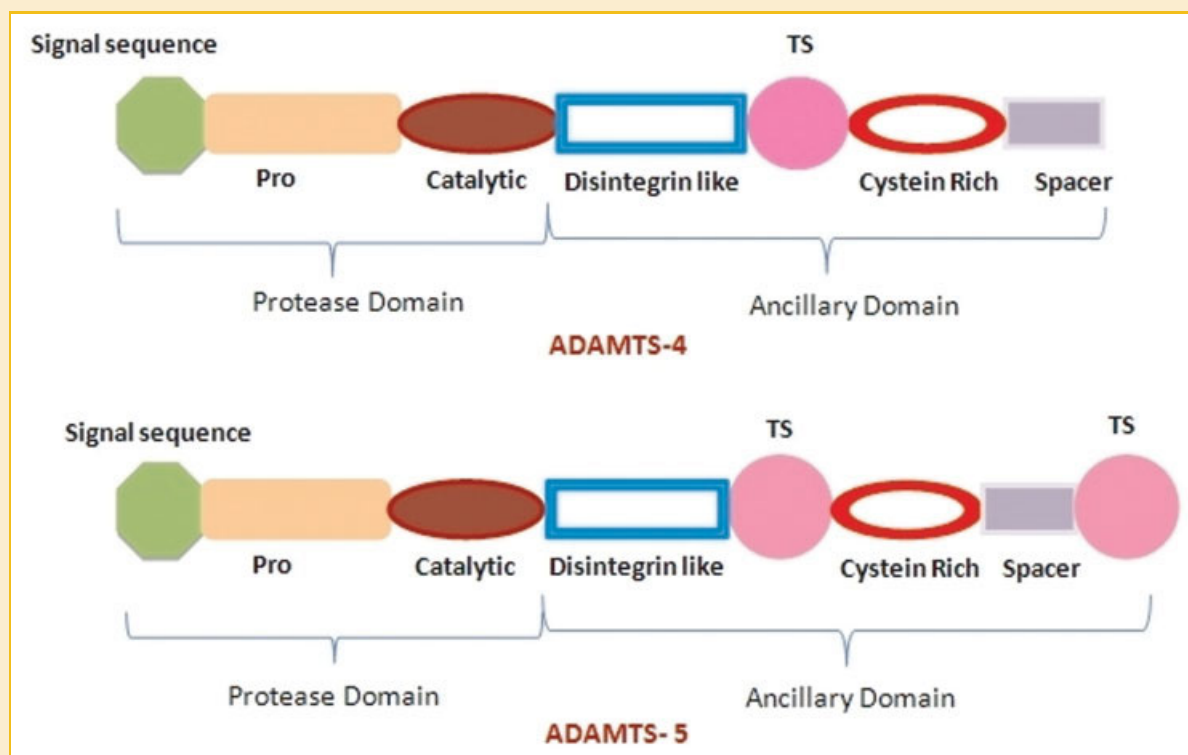 Signal sequence TS
Pro Catalytic Disintegrin like Cystein Rich Spacer
Protease Domain Ancillary Domain
ADAMTS-4
Signal sequence TS TS
Pro Catalytic Disintegrin like Cystein Rich Spacer
Protease Domain Ancillary Domain
ADAMTS- 5